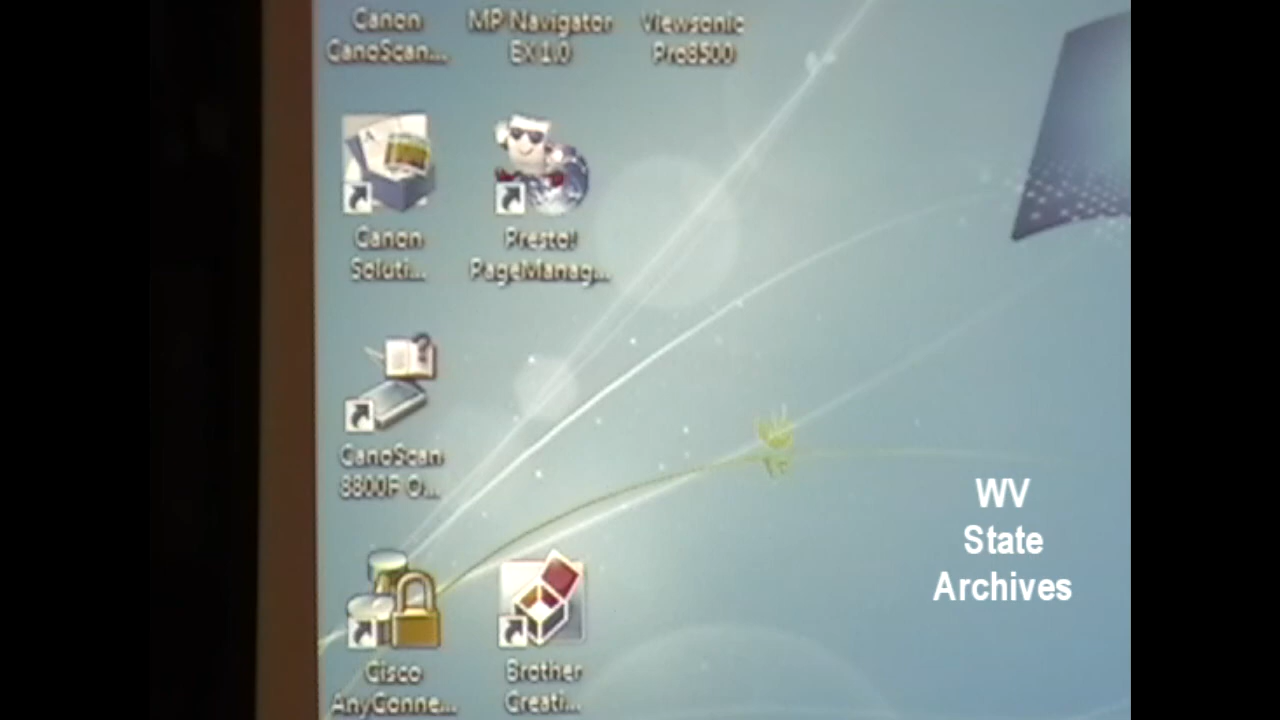 Canon
CanoScan...
MP Navigator
EX 1.0
Viewsonic
Pro8500
Canon
Soluti...
Presto!
PageManag...
CanoScan
8800F O...
Cisco
AnyConne...
Brother
Creati...
WV
State
Archives